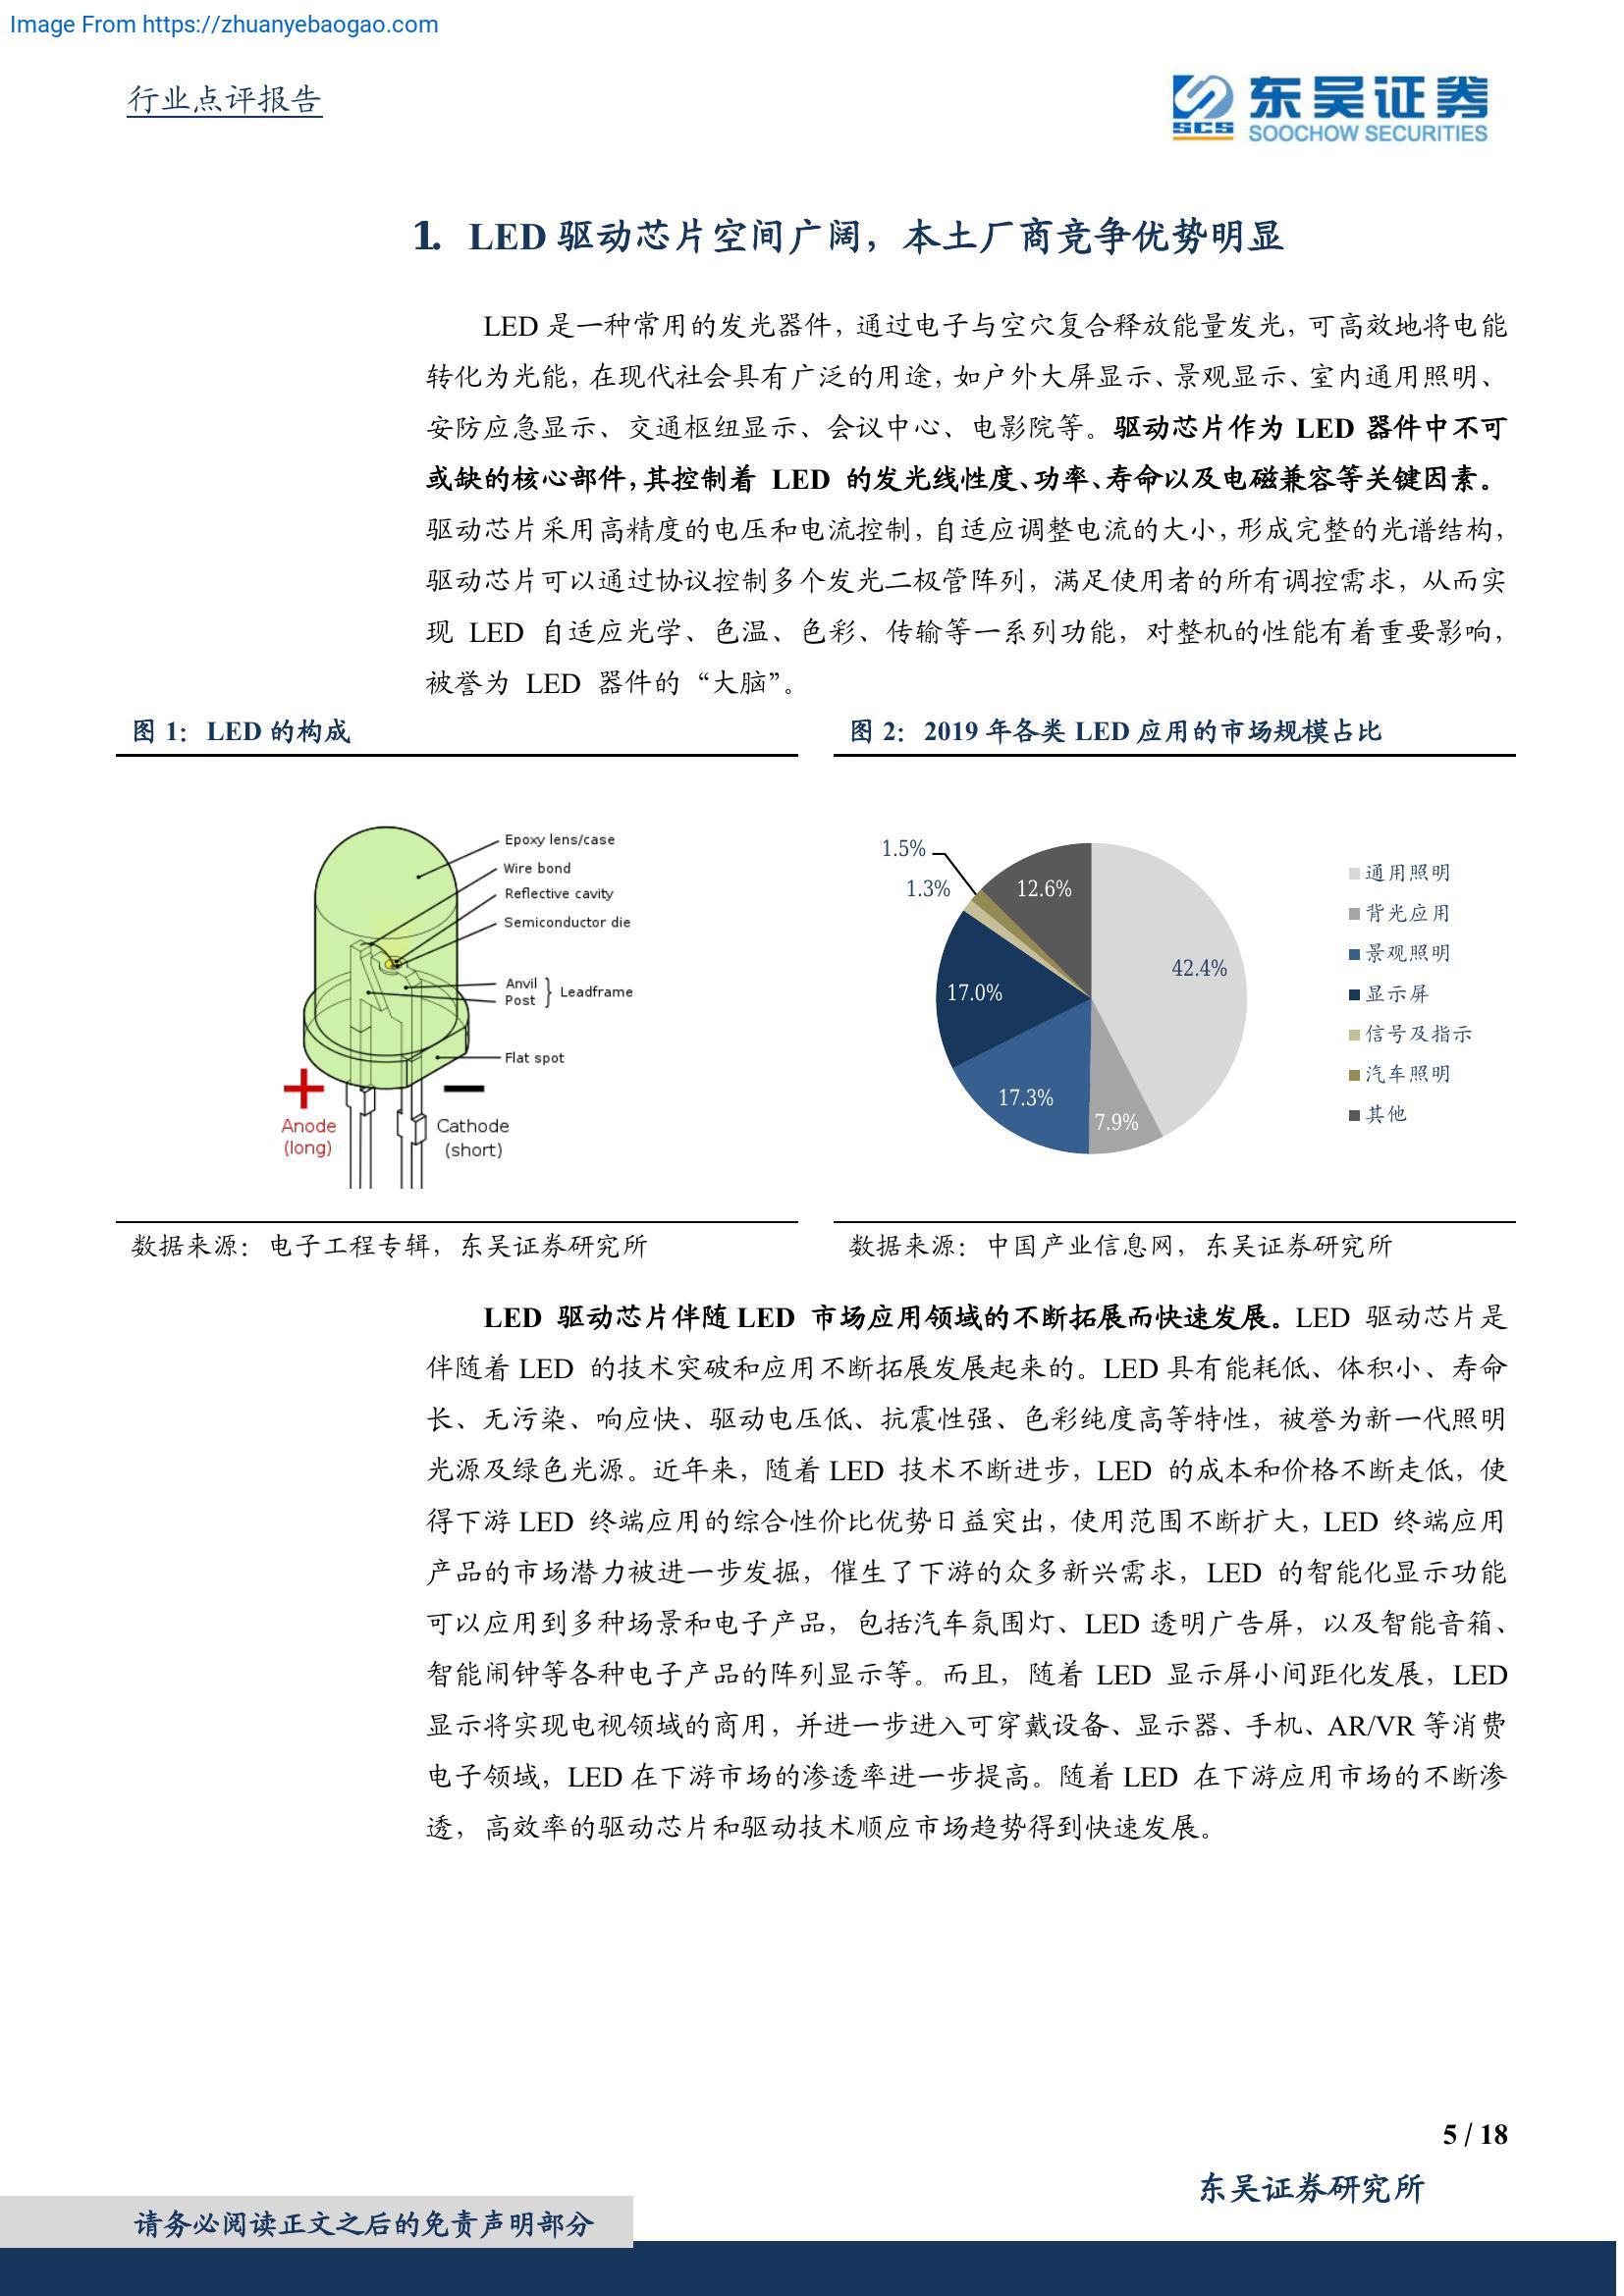 Image From https://zhuanyebaogao.com
行业点评报告
SCS
东吴证券
SOOCHOW SECURITIES
1. LED 驱动芯片空间广阔，本土厂商竞争优势明显
LED 是一种常用的发光器件，通过电子与空穴复合释放能量发光，可高效地将电能
转化为光能，在现代社会具有广泛的用途，如户外大屏显示、景观显示、室内通用照明、
安防应急显示、交通枢纽显示、会议中心、电影院等。驱动芯片作为 LED 器件中不可
或缺的核心部件，其控制着 LED 的发光线性度、功率、寿命以及电磁兼容等关键因素。
驱动芯片采用高精度的电压和电流控制，自适应调整电流的大小，形成完整的光谱结构，
驱动芯片可以通过协议控制多个发光二极管阵列，满足使用者的所有调控需求，从而实
现 LED 自适应光学、色温、色彩、传输等一系列功能，对整机的性能有着重要影响，
被誉为 LED 器件的“大脑”。
图 1：LED 的构成
Epoxy lens/case
Wire bond
Reflective cavity
Semiconductor die
Anvil
Post
Leadframe
Flat spot
Anode
(long)
Cathode
(short)
数据来源：电子工程专辑，东吴证券研究所
图 2：2019 年各类 LED 应用的市场规模占比
1.5%
1.3%
12.6%
42.4%
17.0%
17.3%
7.9%
通用照明
背光应用
景观照明
显示屏
信号及指示
汽车照明
其他
数据来源：中国产业信息网，东吴证券研究所
LED 驱动芯片伴随 LED 市场应用领域的不断拓展而快速发展。LED 驱动芯片是
伴随着 LED 的技术突破和应用不断拓展发展起来的。LED 具有能耗低、体积小、寿命
长、无污染、响应快、驱动电压低、抗震性强、色彩纯度高等特性，被誉为新一代照明
光源及绿色光源。近年来，随着 LED 技术不断进步，LED 的成本和价格不断走低，使
得下游 LED 终端应用的综合性价比优势日益突出，使用范围不断扩大，LED 终端应用
产品的市场潜力被进一步发掘，催生了下游的众多新兴需求，LED 的智能化显示功能
可以应用到多种场景和电子产品，包括汽车氛围灯、LED 透明广告屏，以及智能音箱、
智能闹钟等各种电子产品的阵列显示等。而且，随着 LED 显示屏小间距化发展，LED
显示将实现电视领域的商用，并进一步进入可穿戴设备、显示器、手机、AR/VR 等消费
电子领域，LED 在下游市场的渗透率进一步提高。随着 LED 在下游应用市场的不断渗
透，高效率的驱动芯片和驱动技术顺应市场趋势得到快速发展。
5 / 18
东吴证券研究所
请务必阅读正文之后的免责声明部分